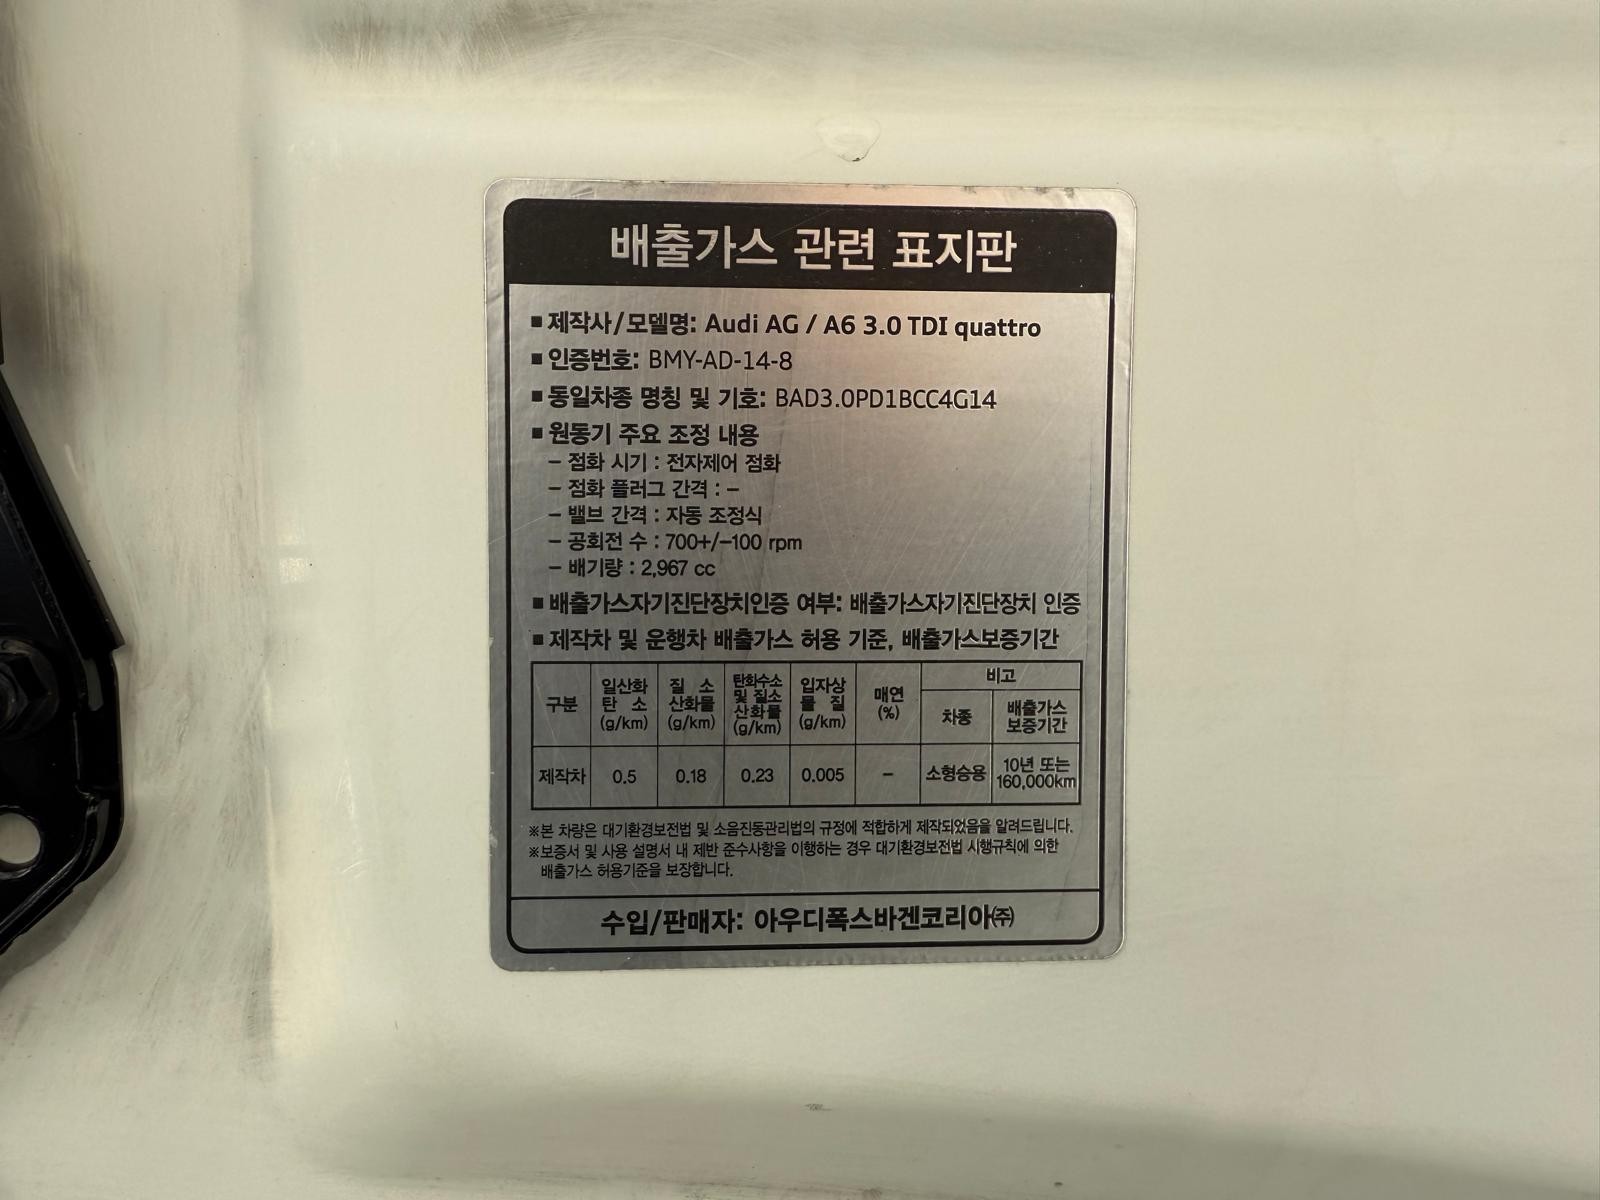 배출가스 관련 표지판
■ 제작사/모델명: Audi AG / A6 3.0 TDI quattro
■ 인증번호: BMY-AD-14-8
■ 동일차종 명칭 및 기호: BAD3.0PD1BCC4G14
■ 원동기 주요 조정 내용
– 점화 시기 : 전자제어 점화
– 점화 플러그 간격 : –
– 밸브 간격 : 자동 조정식
– 공회전 수 : 700+/–100 rpm
– 배기량 : 2,967 cc
■ 배출가스자기진단장치인증 여부: 배출가스자기진단장치 인증
■ 제작차 및 운행차 배출가스 허용 기준, 배출가스보증기간
구분 일산화 탄 소 (g/km) 질 소 산화물 (g/km) 탄화수소 및 질소 산화물 (g/km) 입자상 물 질 (g/km) 매연 (%) 비고
차종 배출가스 보증기간
제작차 0.5 0.18 0.23 0.005 – 소형승용 10년 또는 160,000km
※본 차량은 대기환경보전법 및 소음진동관리법의 규정에 적합하게 제작되었음을 알려드립니다.
※보증서 및 사용 설명서 내 제반 준수사항을 이행하는 경우 대기환경보전법 시행규칙에 의한
배출가스 허용기준을 보장합니다.
수입/판매자: 아우디폭스바겐코리아㈜